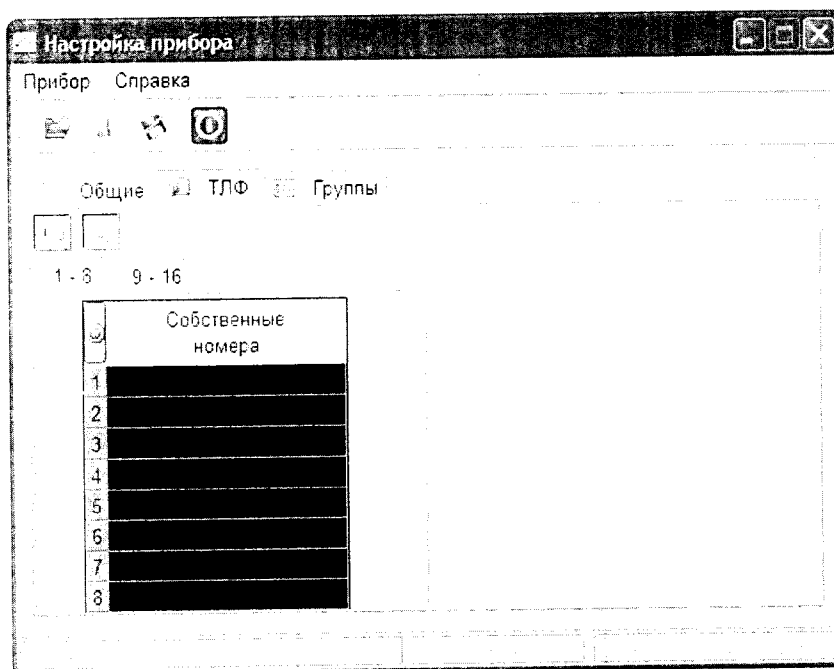 Настройка прибора
Прибор Справка
Общие ТЛФ Группы
1 - 8 9 - 16
Собственные
номера
1
2
3
4
5
6
7
8